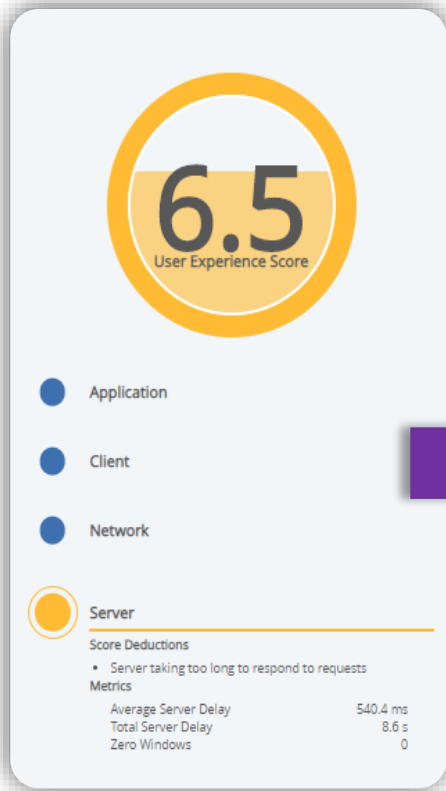 6.5
User Experience Score
Application
Client
Network
Server
Score Deductions
• Server taking too long to respond to requests
Metrics
Average Server Delay 540.4 ms
Total Server Delay 8.6 s
Zero Windows 0